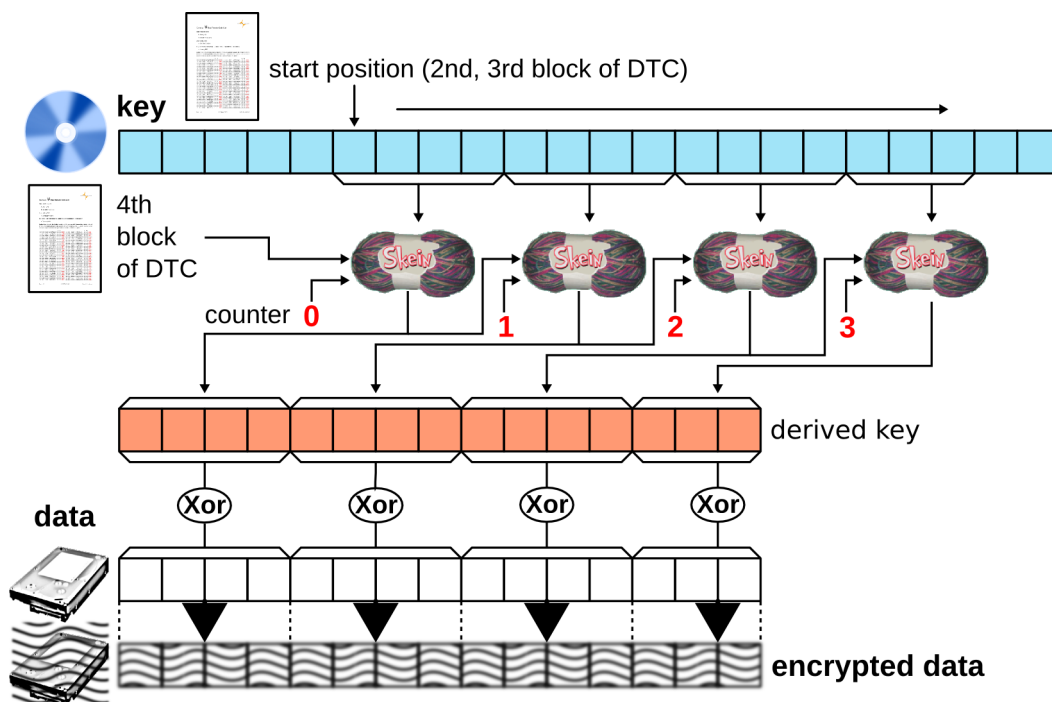 start position (2nd, 3rd block of DTC)
key
4th
block
of DTC
Skein
Skein
Skein
Skein
counter 0
1
2
3
derived key
Xor
Xor
Xor
Xor
data
encrypted data